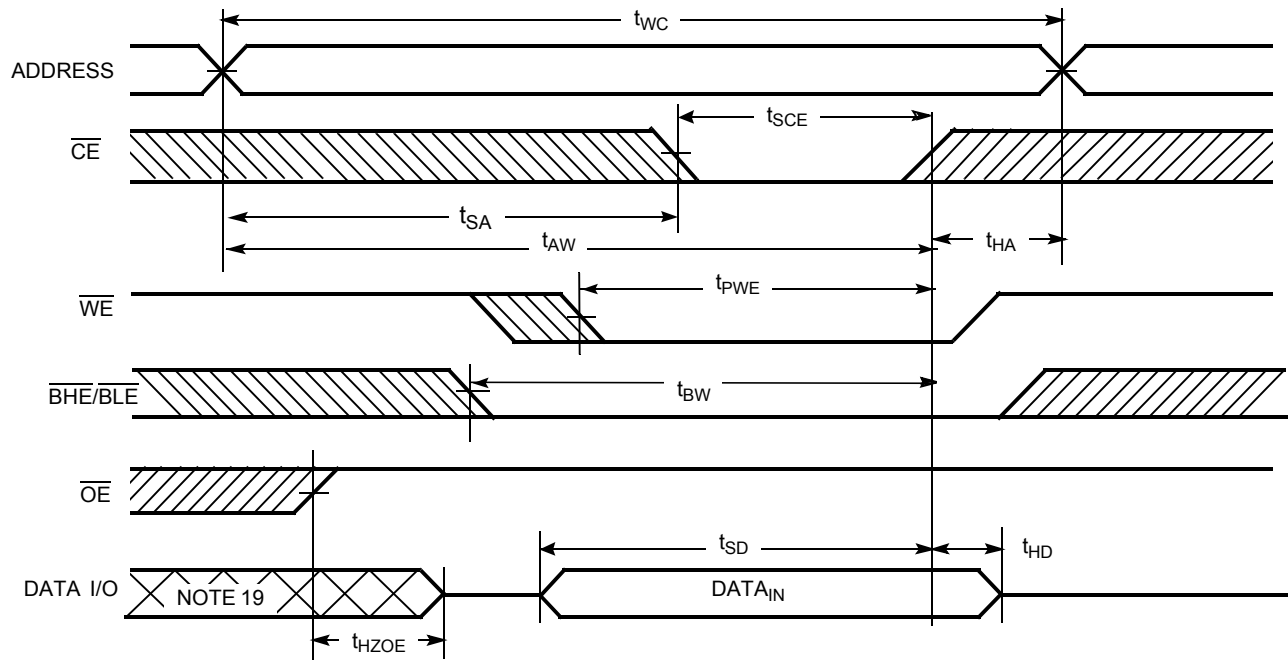 tWC
ADDRESS
tSCE
CE
tSA
tAW
tHA
tPWE
WE
tBW
BHE/BLE
OE
tSD
tHD
DATA I/O
NOTE 19
DATAIN
tHZOE